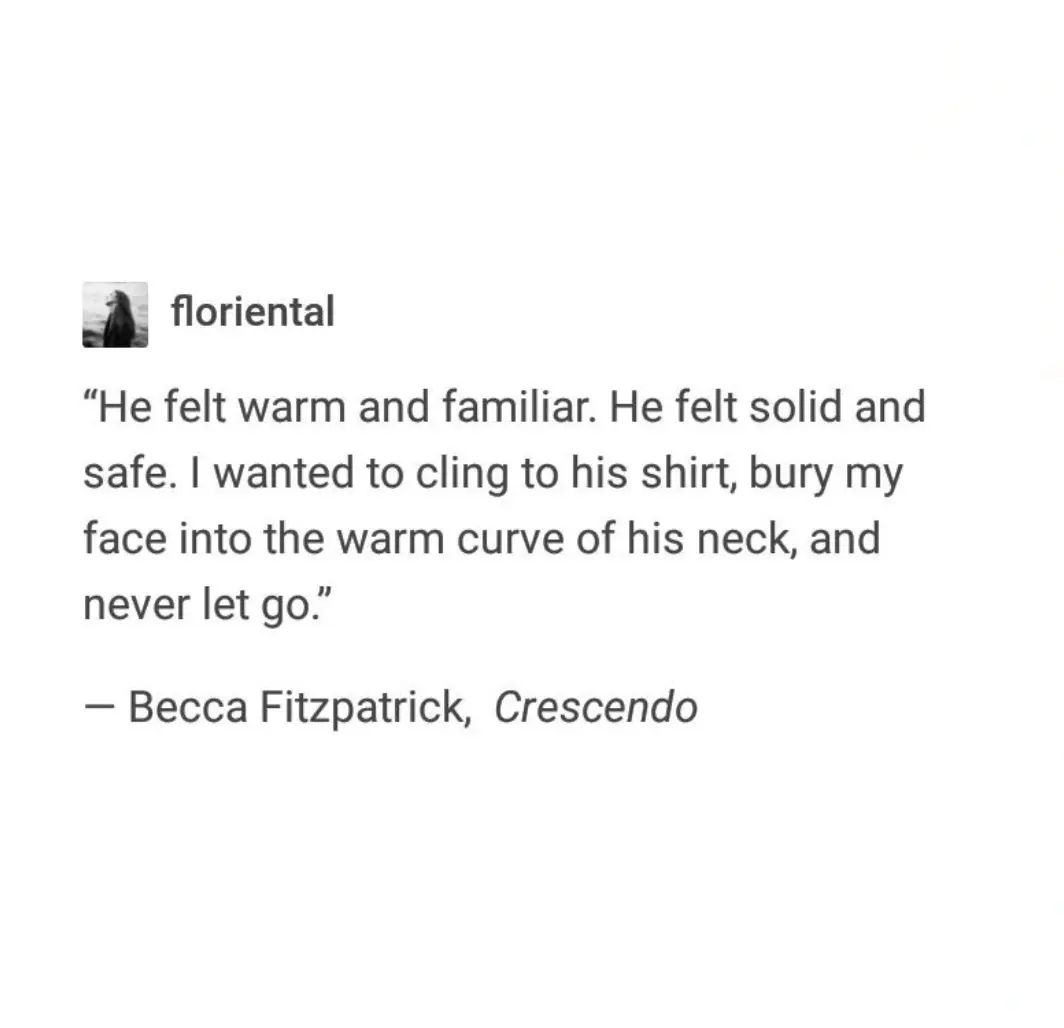 floriental
“He felt warm and familiar. He felt solid and
safe. I wanted to cling to his shirt, bury my
face into the warm curve of his neck, and
never let go.”
— Becca Fitzpatrick, Crescendo